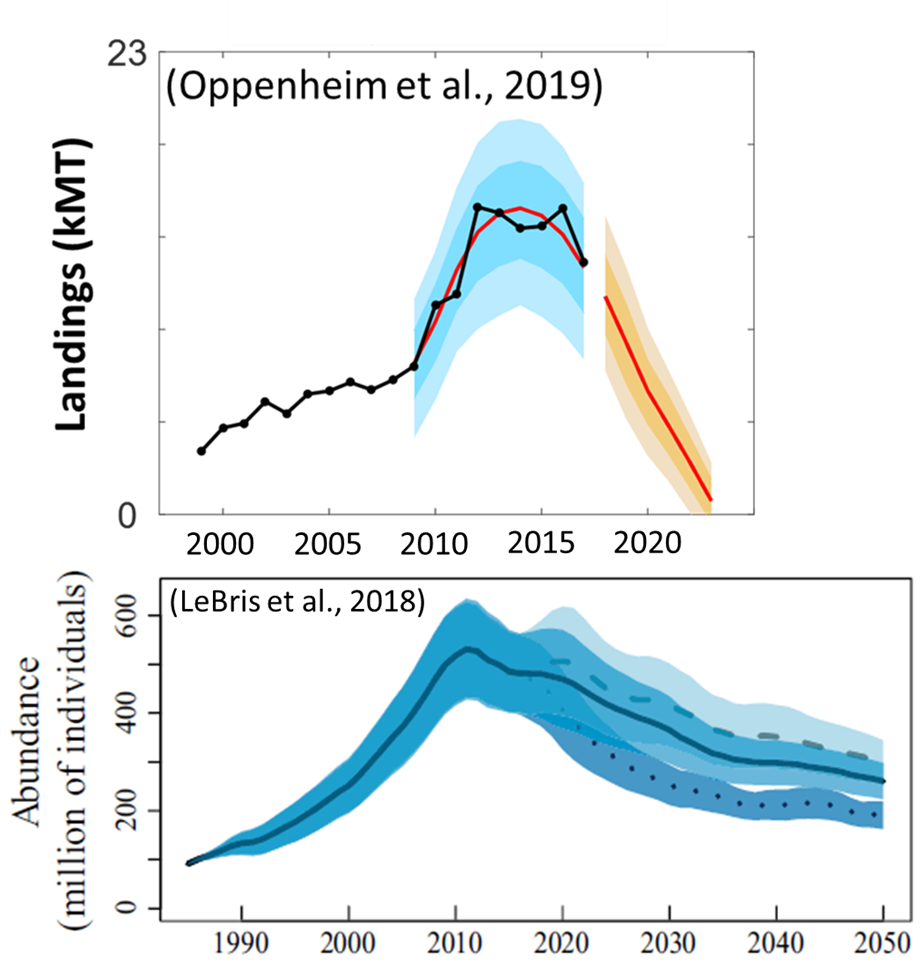 23
(Oppenheim et al., 2019)
Landings (kMT)
0
2000 2005 2010 2015 2020
(LeBris et al., 2018)
Abundance
(million of individuals)
600
400
200
0
1990 2000 2010 2020 2030 2040 2050